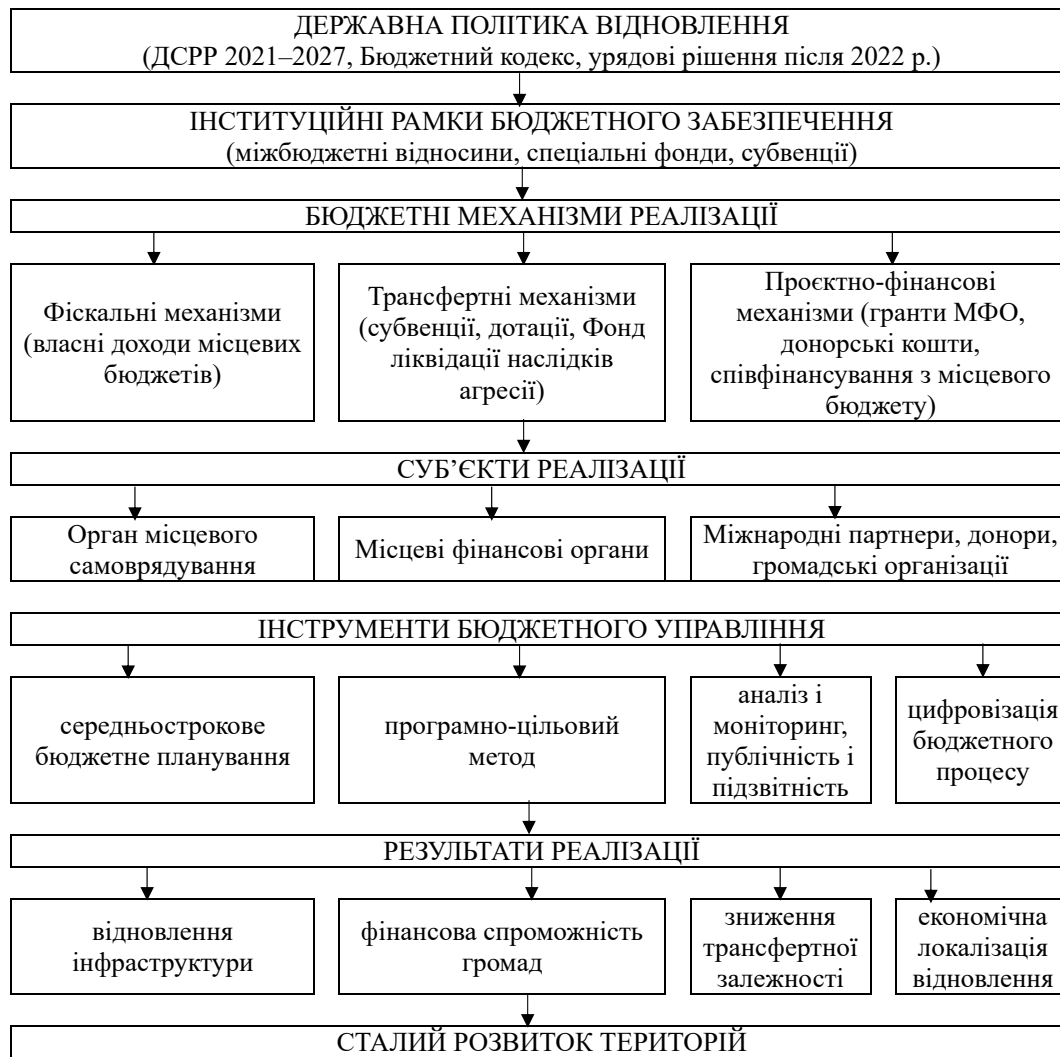 ДЕРЖАВНА ПОЛІТИКА ВІДНОВЛЕННЯ
(ДСРР 2021–2027, Бюджетний кодекс, урядові рішення після 2022 р.)
ІНСТИТУЦІЙНІ РАМКИ БЮДЖЕТНОГО ЗАБЕЗПЕЧЕННЯ
(міжбюджетні відносини, спеціальні фонди, субвенції)
БЮДЖЕТНІ МЕХАНІЗМИ РЕАЛІЗАЦІЇ
Фіскальні механізми
(власні доходи місцевих
бюджетів)
Трансфертні механізми
(субвенції, дотації, Фонд
ліквідації наслідків
агресії)
Проєктно-фінансові
механізми (гранти МФО,
донорські кошти,
співфінансування з місцевого
бюджету)
СУБ’ЄКТИ РЕАЛІЗАЦІЇ
Орган місцевого
самоврядування
Місцеві фінансові органи
Міжнародні партнери, донори,
громадські організації
ІНСТРУМЕНТИ БЮДЖЕТНОГО УПРАВЛІННЯ
середньострокове
бюджетне планування
програмно-цільовий
метод
аналіз і
моніторинг,
публічність і
підзвітність
цифровізація
бюджетного
процесу
РЕЗУЛЬТАТИ РЕАЛІЗАЦІЇ
відновлення
інфраструктури
фінансова спроможність
громад
зниження
трансфертної
залежності
економічна
локалізація
відновлення
СТАЛИЙ РОЗВИТОК ТЕРИТОРІЙ